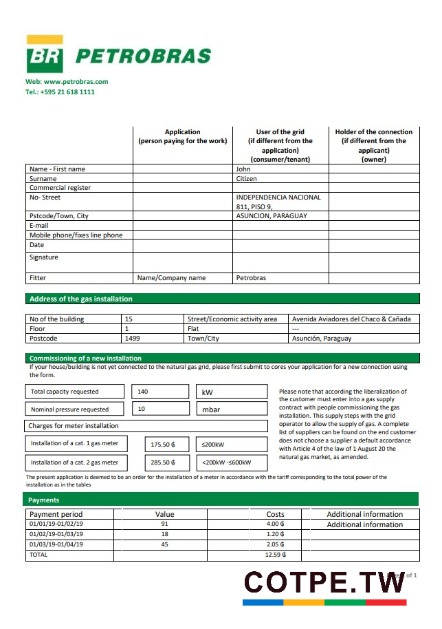 BR PETROBRAS
Web: www.petrobras.com
Tel.: +595 21 618 1111
Application
(person paying for the work)
User of the grid
(if different from the
application)
(consumer/tenant)
Holder of the connection
(if different from the
applicant)
(owner)
Name - First name John
Surname Citizen
Commercial register
No- Street INDEPENDENCIA NACIONAL
811, PISO 9,
Pstcode/Town, City ASUNCION, PARAGUAY
E-mail
Mobile phone/fixes line phone
Date
Signature
Fitter Name/Company name Petrobras
Address of the gas installation
No of the building 15 Street/Economic activity area Avenida Aviadores del Chaco & Cañada
Floor 1 Flat ---
Postcode 1499 Town/City Asunción, Paraguay
Commissioning of a new installation
If your house/building is not yet connected to the natural gas grid, please first submit to cores your application for a new connection using
the form.
Total capacity requested 140 kW
Nominal pressure requested 10 mbar
Charges for meter installation
Installation of a cat. 1 gas meter 175.50 ₲ ≤200kW
Installation of a cat. 2 gas meter 285.50 ₲ <200kW -≤600kW
Please note that according the liberalization of
the customer must enter into a gas supply
contract with people commissioning the gas
installation. This supply steps with the grid
operator to allow the supply of gas. A complete
list of suppliers can be found on the end customer
does not choose a supplier a default accordance
with Article 4 of the law of 1 August 20 the
natural gas market, as amended.
The present application is deemed to be an order for the installation of a meter in accordance with the tariff corresponding to the total power of the
installation as in the tables
Payments
Payment period Value Costs Additional information
01/01/19-01/02/19 91 4.00 ₲ Additional information
01/02/19-01/03/19 18 1.20 ₲
01/03/19-01/04/19 45 2.05 ₲
TOTAL 12.59 ₲
of 1
COTPE.TW